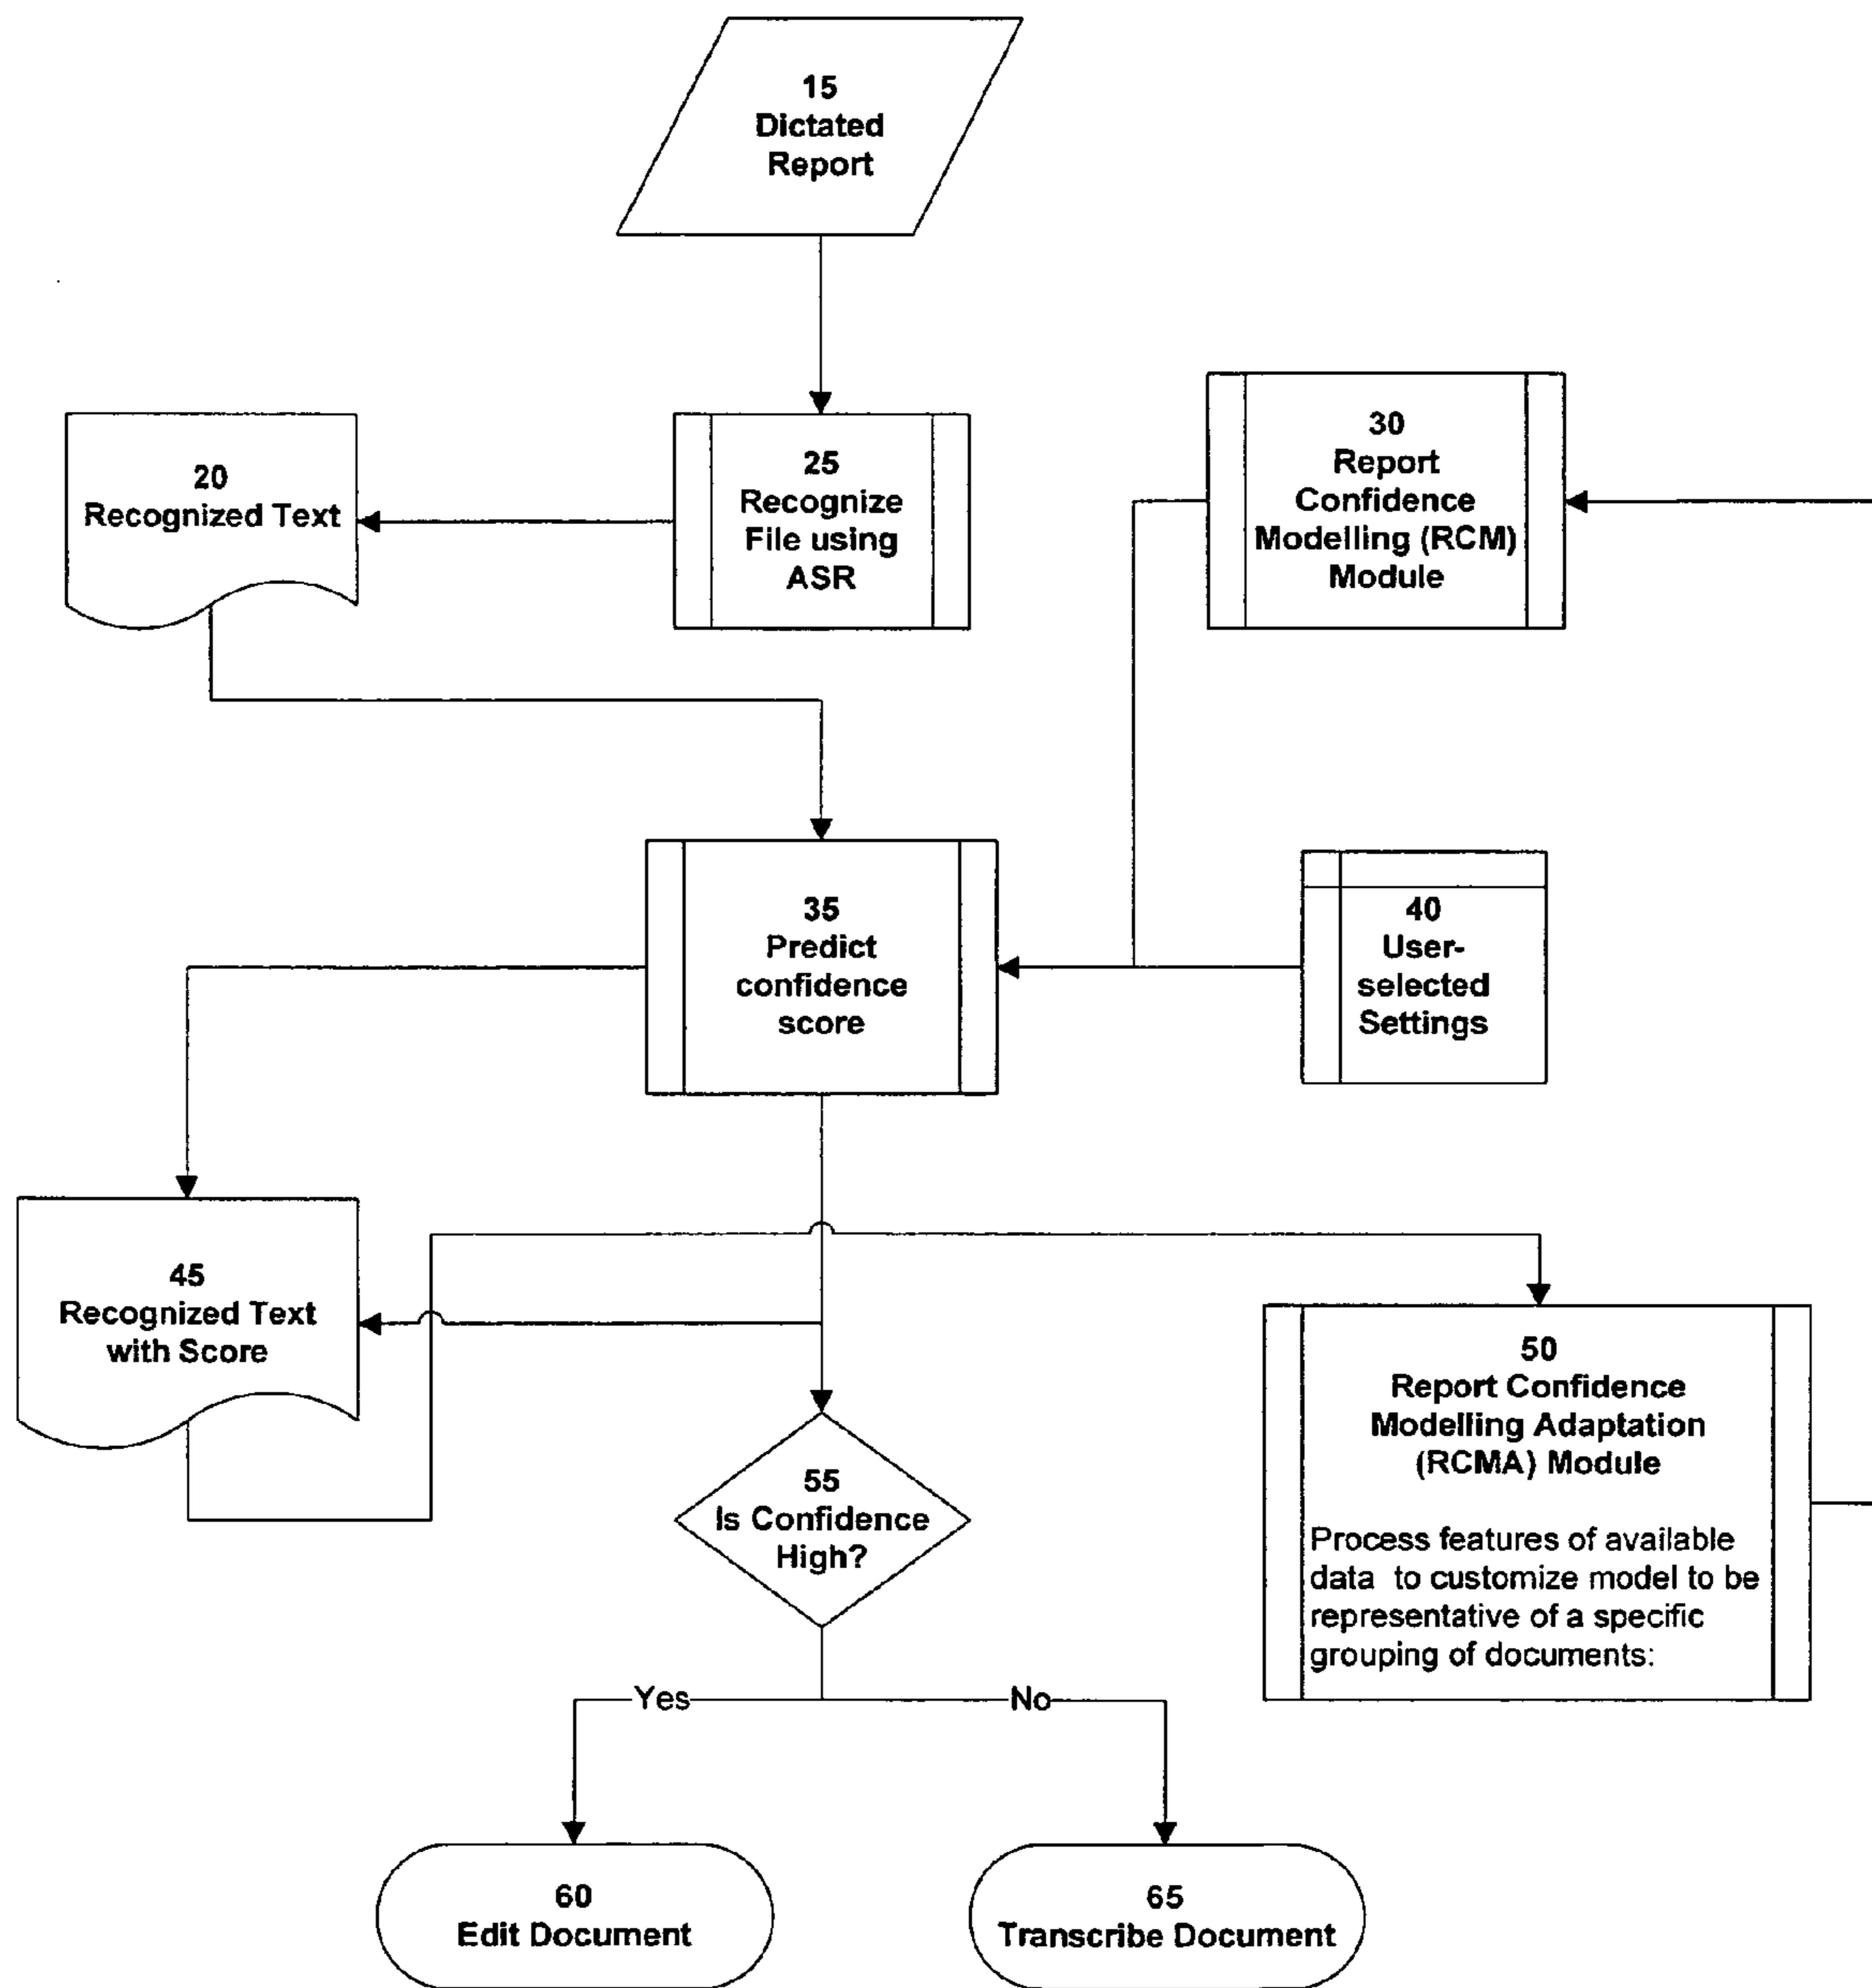 15
Dictated
Report
20
Recognized Text
25
Recognize
File using
ASR
30
Report
Confidence
Modelling (RCM)
Module
35
Predict
confidence
score
40
User-
selected
Settings
45
Recognized Text
with Score
50
Report Confidence
Modelling Adaptation
(RCMA) Module
Process features of available
data to customize model to be
representative of a specific
grouping of documents:
55
Is Confidence
High?
Yes
No
60
Edit Document
65
Transcribe Document